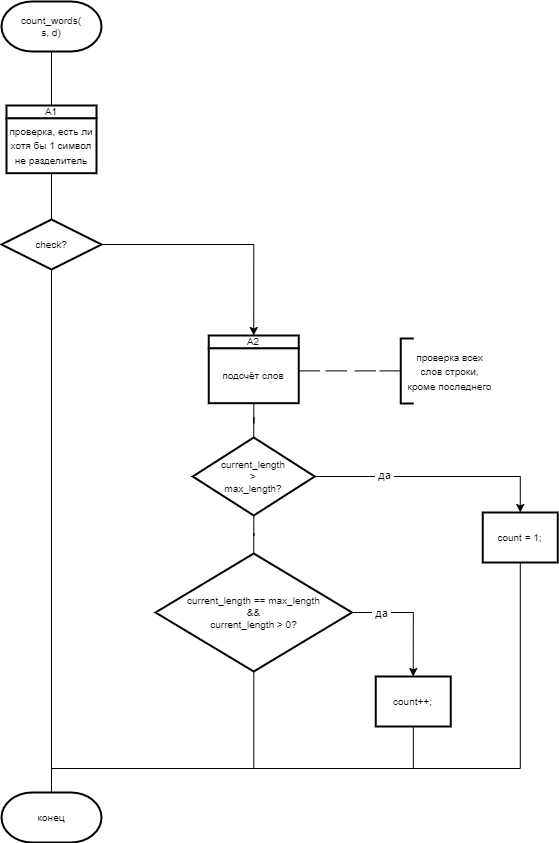 count_words(
s, d)
A1
проверка, есть ли
хотя бы 1 символ
не разделитель
check?
A2
подсчёт слов
проверка всех
слов строки,
кроме последнего
current_length
>
max_length?
да
count = 1;
current_length == max_length
&&
current_length > 0?
да
count++;
конец